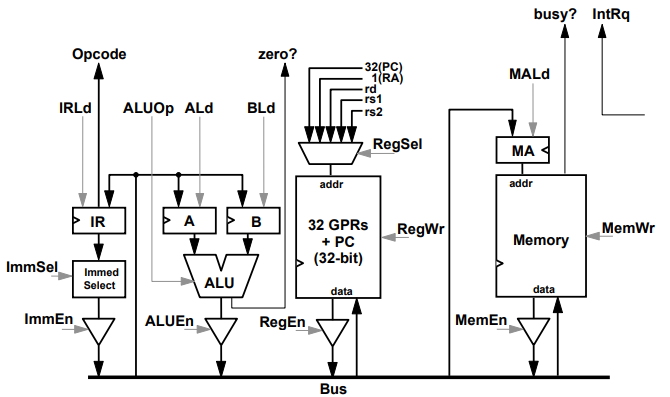 busy? IntRq
Opcode zero?
32(PC)
1(RA)
rd
rs1
rs2
MALd
IRLd ALUOp ALd BLd
RegSel
MA
addr addr
IR A B
32 GPRs
+ PC
(32-bit)
RegWr
Memory
MemWr
ImmSel
Immed
Select
ALU
data data
ImmEn ALUEn RegEn MemEn
Bus